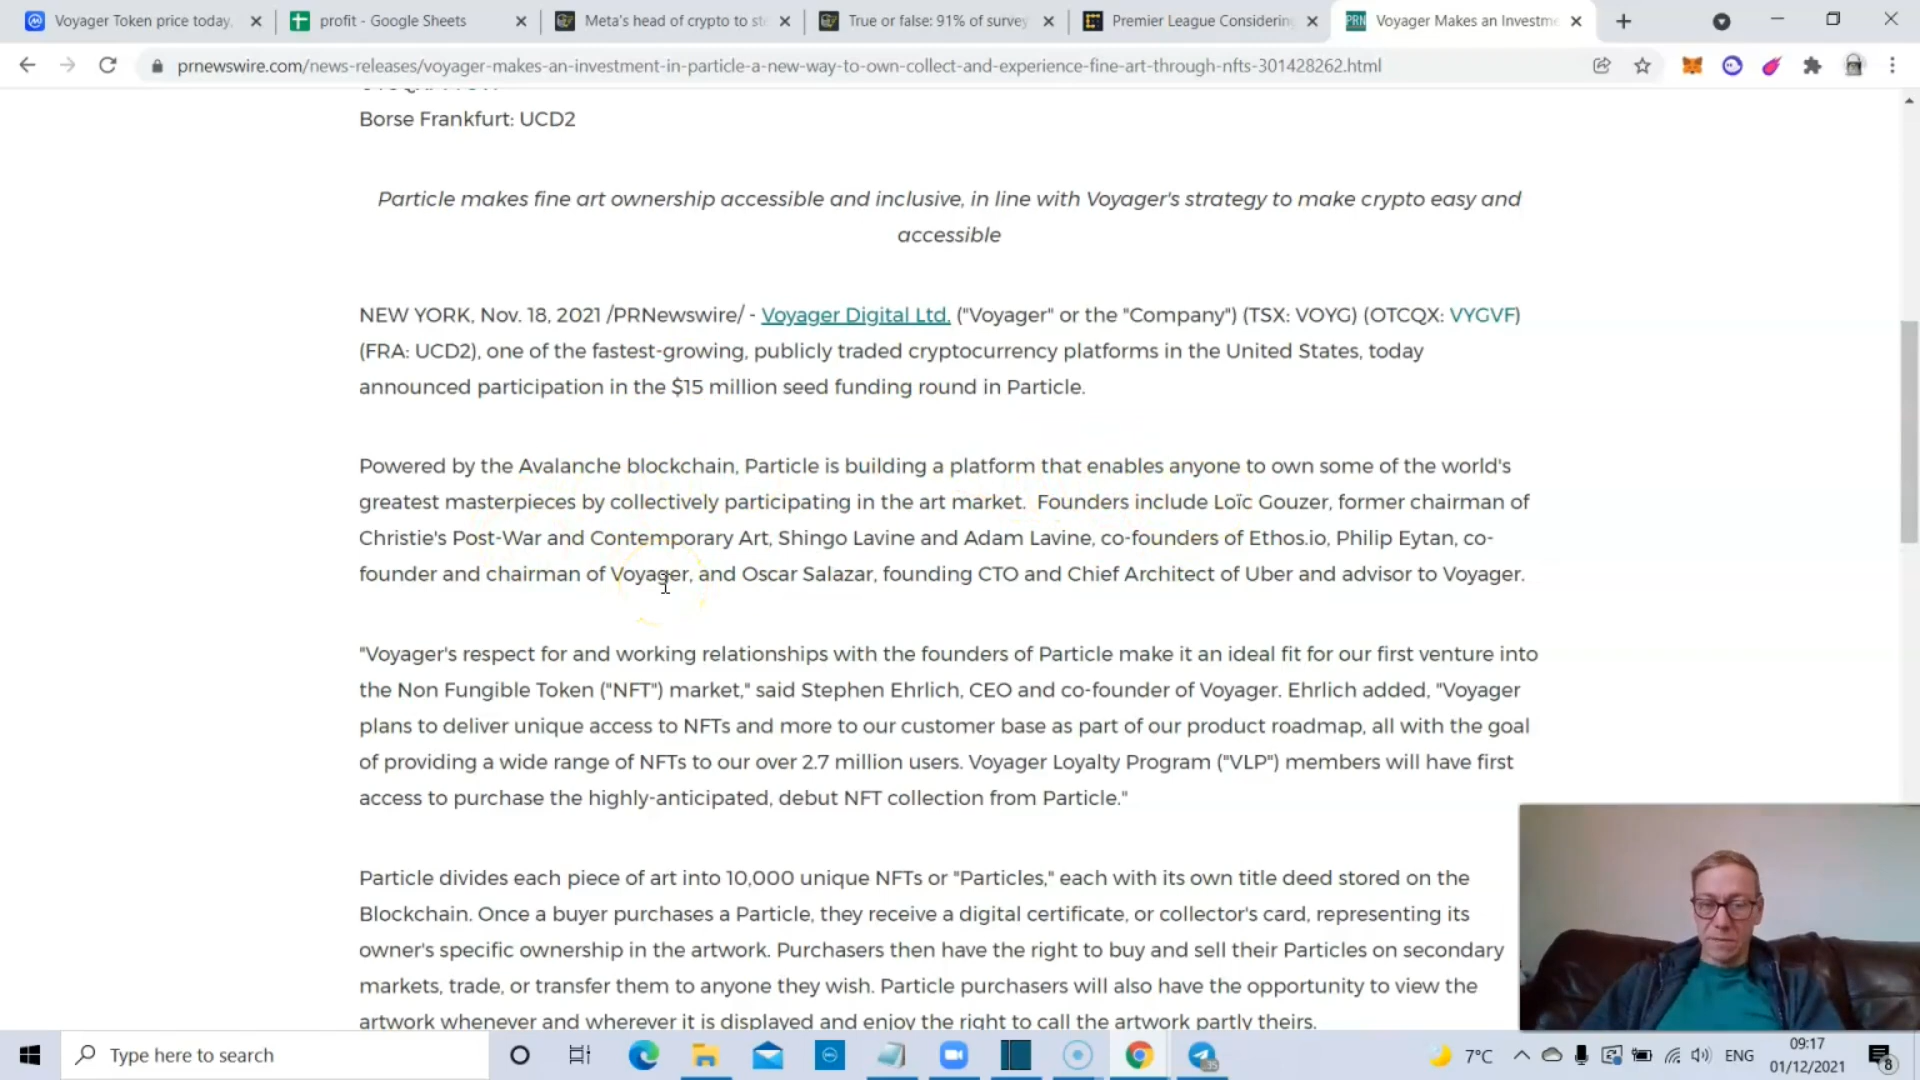 Voyager Token price today,
profit - Google Sheets
Meta's head of crypto to ste
True or false: 91% of survey
Premier League Considerin
Voyager Makes an Investme
prnewswire.com/news-releases/voyager-makes-an-investment-in-particle-a-new-way-to-own-collect-and-experience-fine-art-through-nfts-301428262.html
Borse Frankfurt: UCD2
Particle makes fine art ownership accessible and inclusive, in line with Voyager's strategy to make crypto easy and
accessible
NEW YORK, Nov. 18, 2021 /PRNewswire/ - Voyager Digital Ltd. ("Voyager" or the "Company") (TSX: VOYG) (OTCQX: VYGVF)
(FRA: UCD2), one of the fastest-growing, publicly traded cryptocurrency platforms in the United States, today
announced participation in the $15 million seed funding round in Particle.
Powered by the Avalanche blockchain, Particle is building a platform that enables anyone to own some of the world's
greatest masterpieces by collectively participating in the art market. Founders include Loïc Gouzer, former chairman of
Christie's Post-War and Contemporary Art, Shingo Lavine and Adam Lavine, co-founders of Ethos.io, Philip Eytan, co-
founder and chairman of Voyager, and Oscar Salazar, founding CTO and Chief Architect of Uber and advisor to Voyager.
"Voyager's respect for and working relationships with the founders of Particle make it an ideal fit for our first venture into
the Non Fungible Token ("NFT") market," said Stephen Ehrlich, CEO and co-founder of Voyager. Ehrlich added, "Voyager
plans to deliver unique access to NFTs and more to our customer base as part of our product roadmap, all with the goal
of providing a wide range of NFTs to our over 2.7 million users. Voyager Loyalty Program ("VLP") members will have first
access to purchase the highly-anticipated, debut NFT collection from Particle."
Particle divides each piece of art into 10,000 unique NFTs or "Particles," each with its own title deed stored on the
Blockchain. Once a buyer purchases a Particle, they receive a digital certificate, or collector's card, representing its
owner's specific ownership in the artwork. Purchasers then have the right to buy and sell their Particles on secondary
markets, trade, or transfer them to anyone they wish. Particle purchasers will also have the opportunity to view the
artwork whenever and wherever it is displayed and enjoy the right to call the artwork partly theirs.
Type here to search
7°C
ENG
09:17
01/12/2021
8